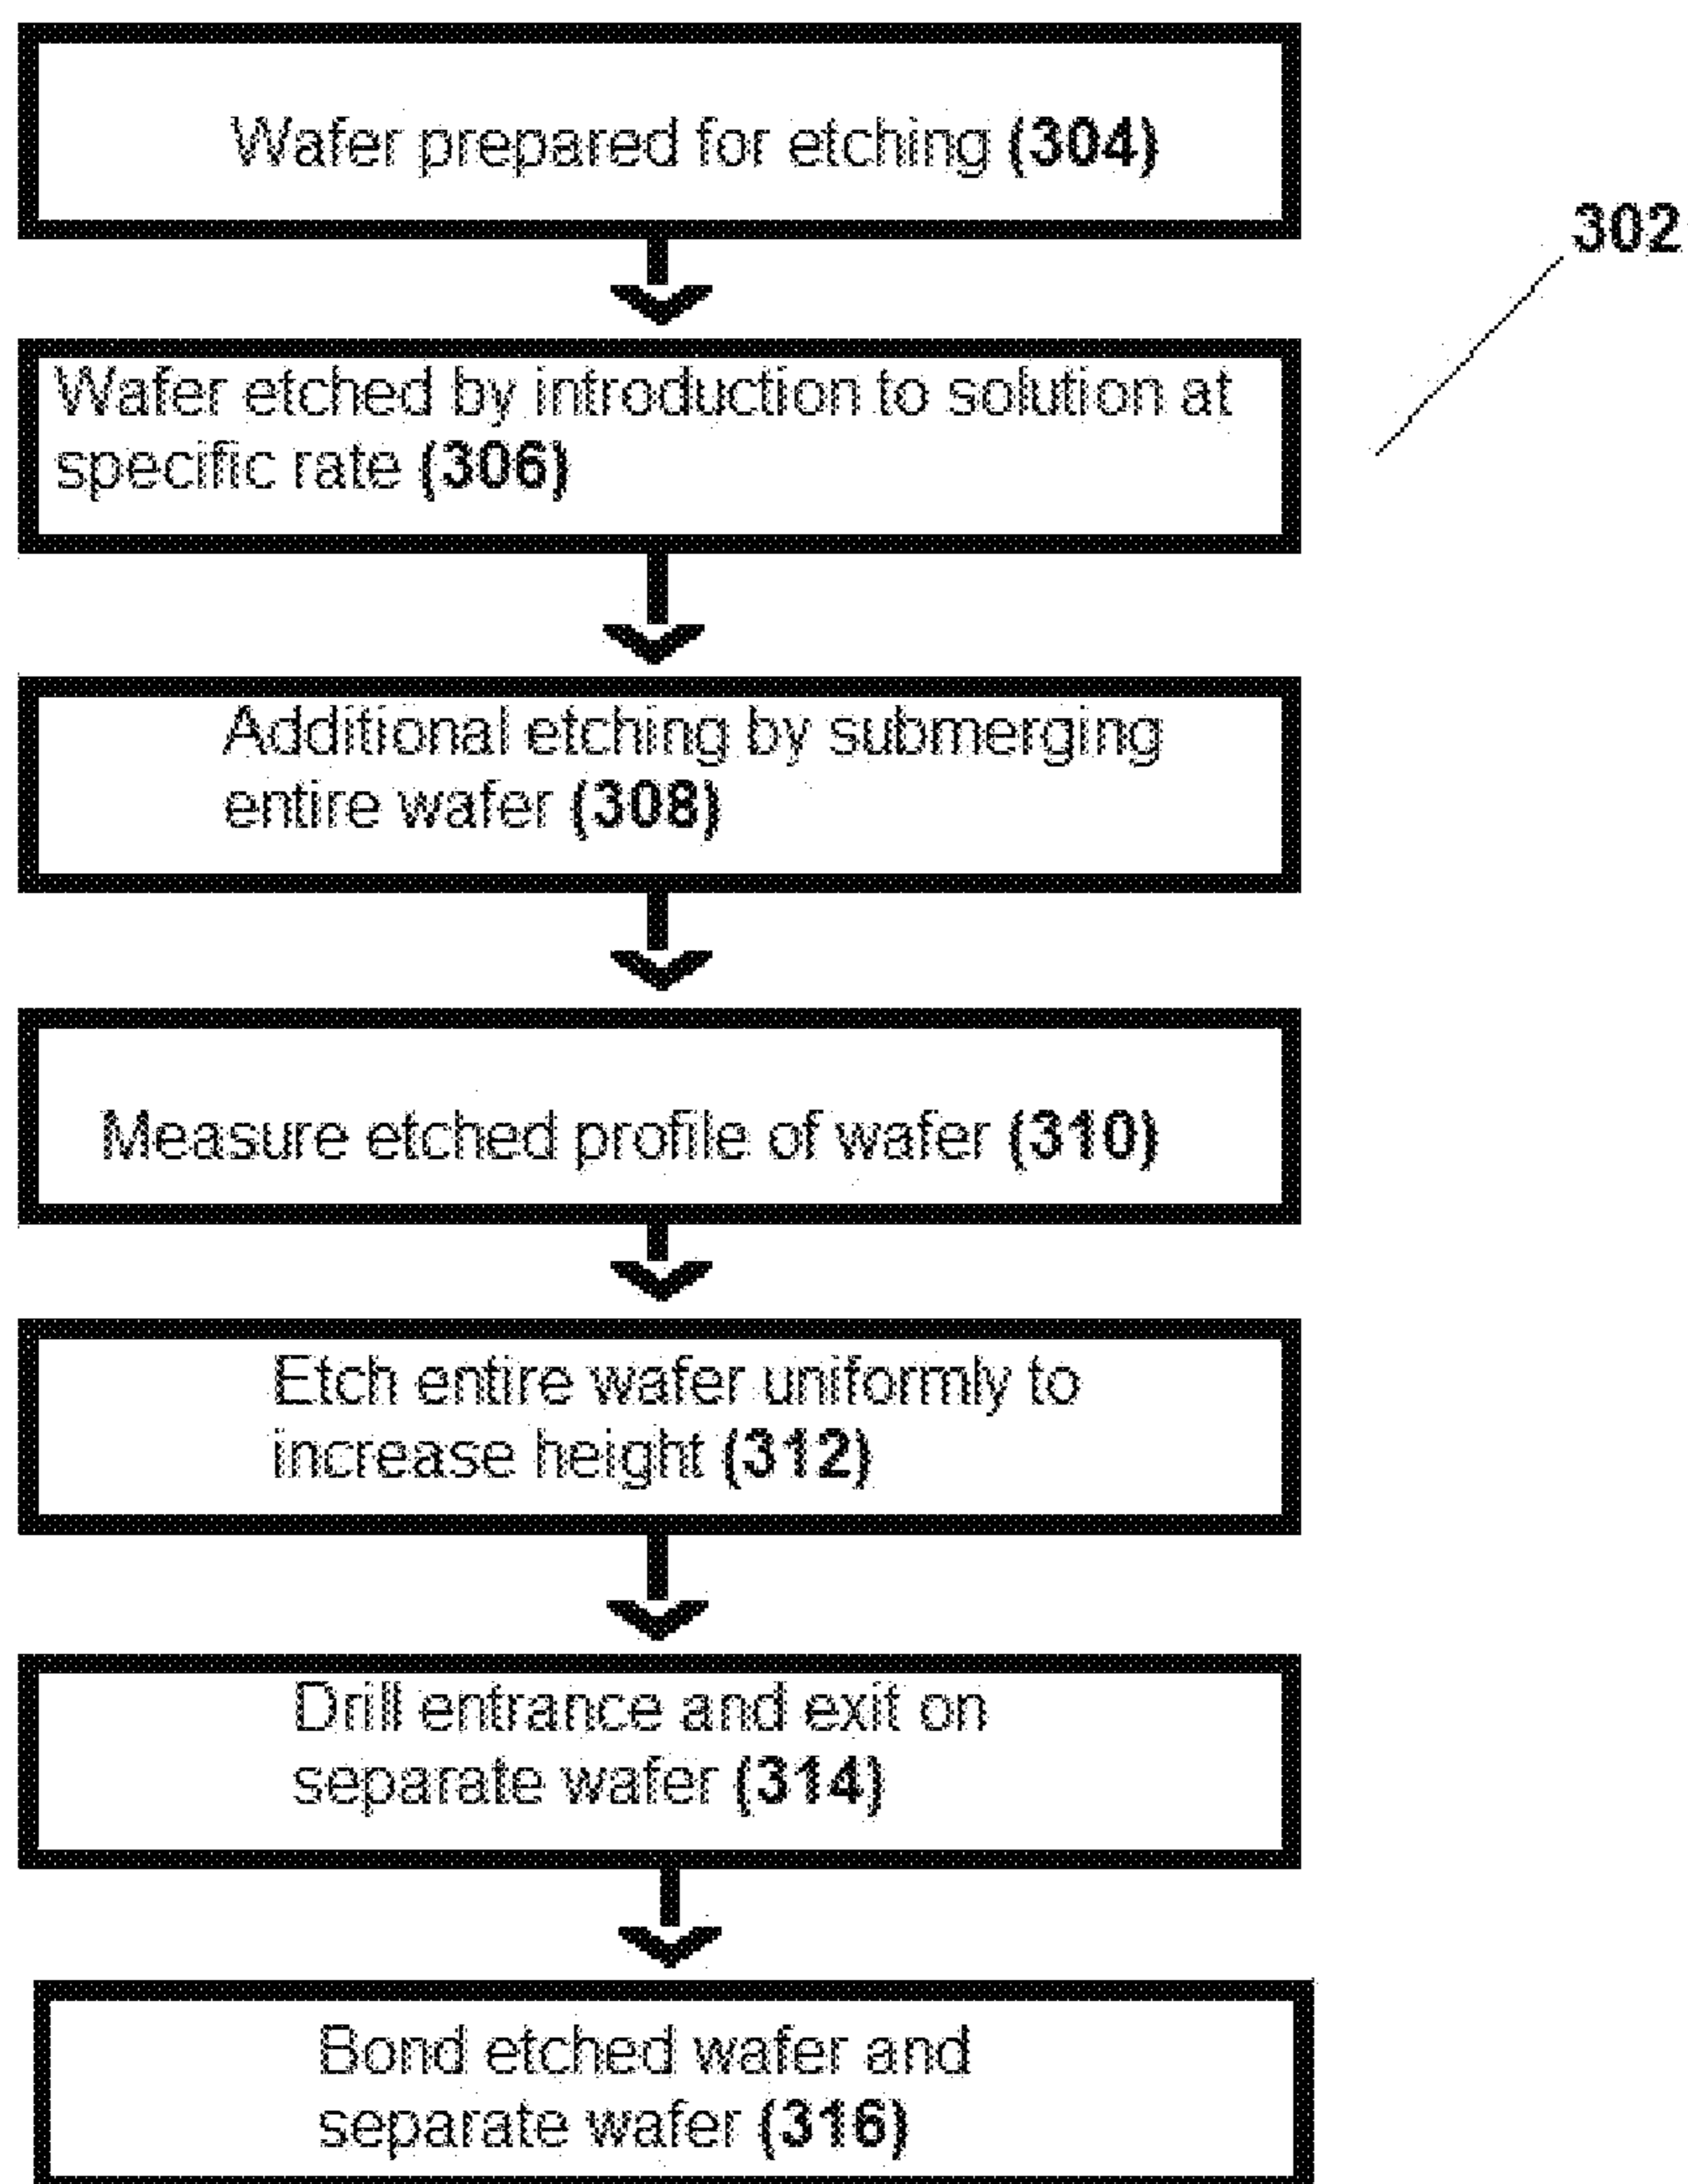 Wafer prepared for etching (304)
302
Wafer etched by introduction to solution at
specific rate (306)
Additional etching by submerging
entire wafer (308)
Measure etched profile of wafer (310)
Etch entire wafer uniformly to
increase height (312)
Drill entrance and exit on
separate wafer (314)
Bond etched wafer and
separate wafer (316)